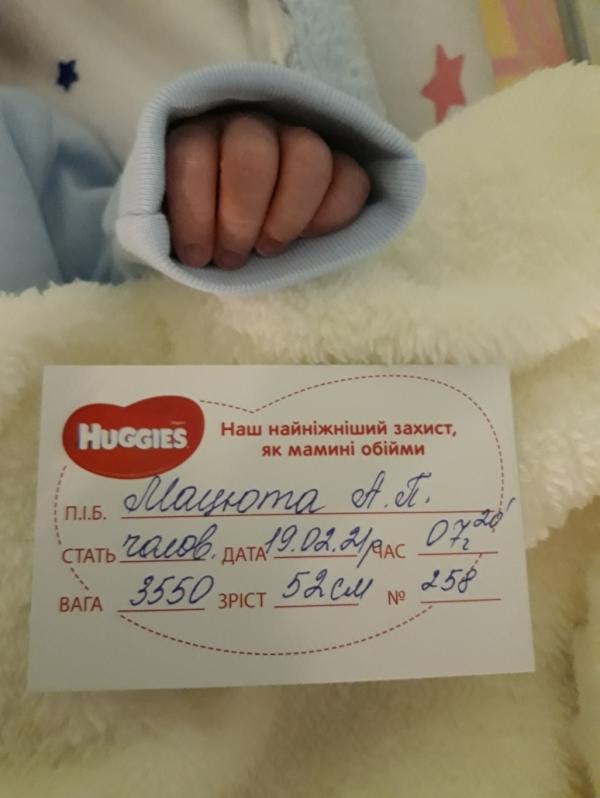 HUGGIES
Наш найніжніший захист,
як мамині обійми
П.І.Б. Мацюта А.П.
СТАТЬ чолов. ДАТА 19.02.21р ЧАС 07г 20'
ВАГА 3550 ЗРІСТ 52см № 258